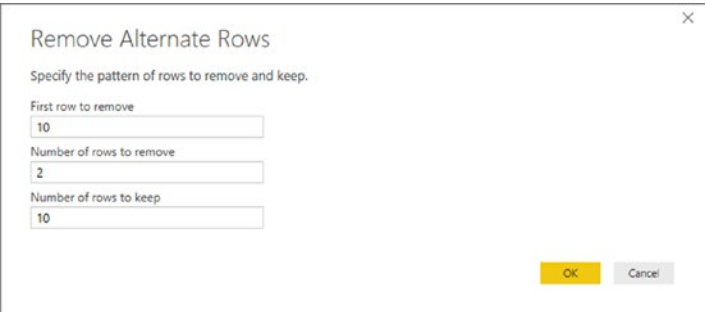 Remove Alternate Rows
Specify the pattern of rows to remove and keep.
First row to remove
10
Number of rows to remove
2
Number of rows to keep
10
OK Cancel